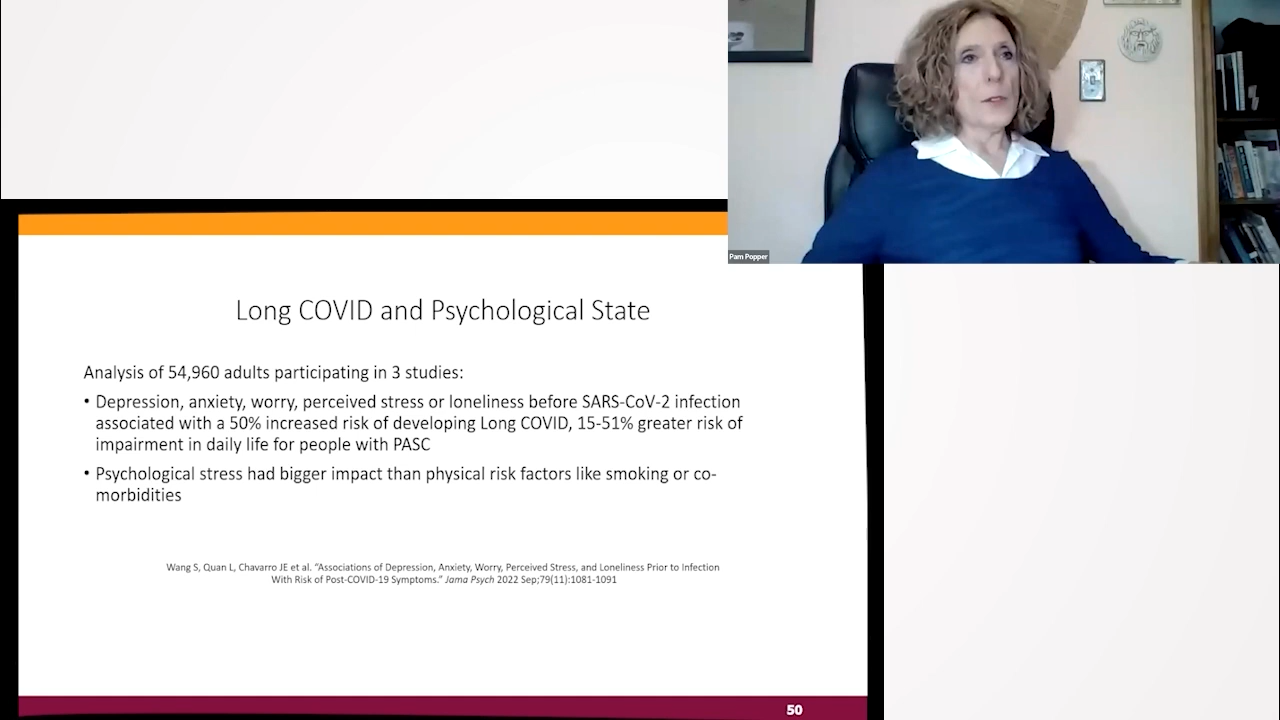 Pam Popper
Long COVID and Psychological State
Analysis of 54,960 adults participating in 3 studies:
• Depression, anxiety, worry, perceived stress or loneliness before SARS-CoV-2 infection
associated with a 50% increased risk of developing Long COVID, 15-51% greater risk of
impairment in daily life for people with PASC
• Psychological stress had bigger impact than physical risk factors like smoking or co-
morbidities
Wang S, Quan L, Chavarro JE et al. “Associations of Depression, Anxiety, Worry, Perceived Stress, and Loneliness Prior to Infection
With Risk of Post-COVID-19 Symptoms.” Jama Psych 2022 Sep;79(11):1081-1091
50